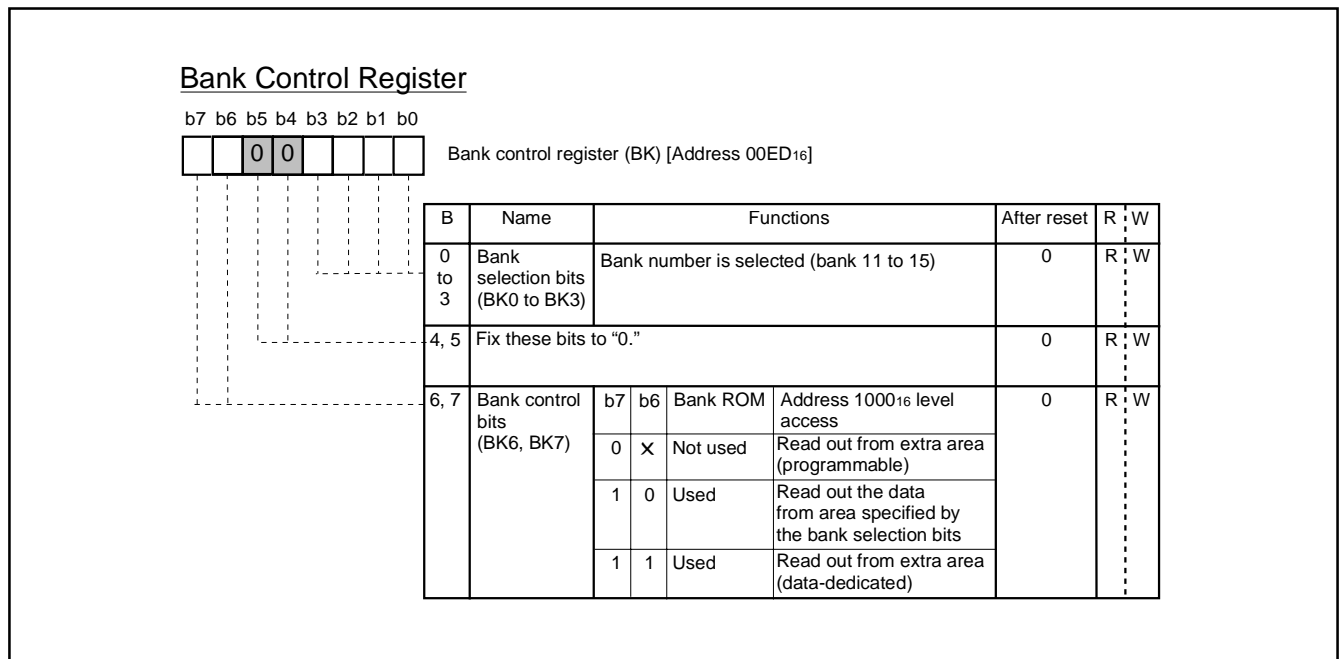 Bank Control Register
b7 b6 b5 b4 b3 b2 b1 b0
0 0
Bank control register (BK) [Address 00ED16]
B Name Functions After reset R W
0 to 3 Bank selection bits (BK0 to BK3) Bank number is selected (bank 11 to 15) 0 R W
4, 5 Fix these bits to “0.” 0 R W
6, 7 Bank control bits (BK6, BK7) b7 b6 Bank ROM Address 100016 level access 0 R W
0 X Not used Read out from extra area (programmable)
1 0 Used Read out the data from area specified by the bank selection bits
1 1 Used Read out from extra area (data-dedicated)